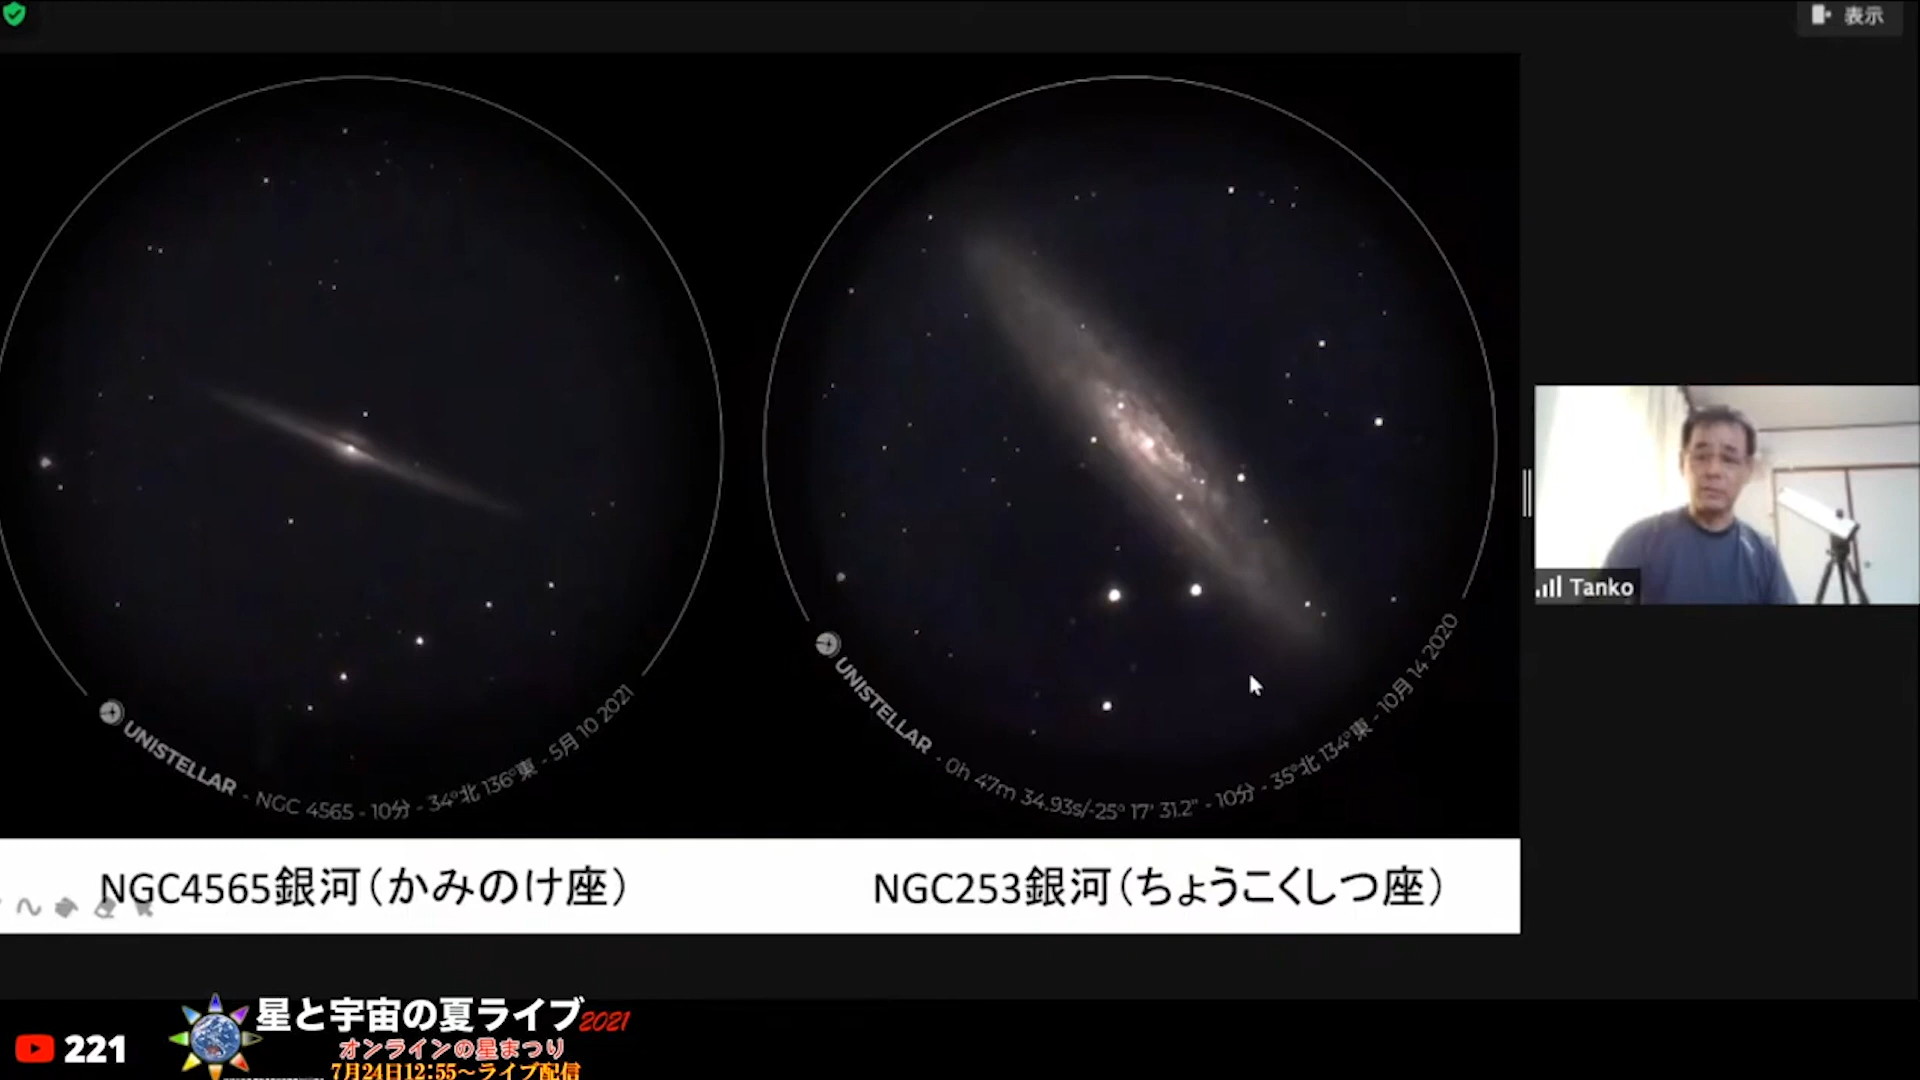 表示
UNISTELLAR - NGC 4565 - 10分 - 34°北 136°東 - 5月 10 2021
UNISTELLAR - 0h 47m 34.93s/-25° 17' 31.2" - 10分 - 35°北 134°東 - 10月 14 2020
Tanko
NGC4565銀河（かみのけ座）
NGC253銀河（ちょうこくしつ座）
星と宇宙の夏ライブ2021
オンラインの星まつり
7月24日12:55～ライブ配信
221